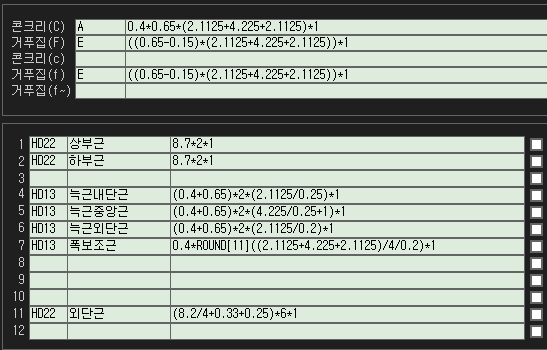 콘크리(C) A 0.4*0.65*(2.1125+4.225+2.1125)*1
거푸집(F) E ((0.65-0.15)*(2.1125+4.225+2.1125))*1
콘크리(c)
거푸집(f) E ((0.65-0.15)*(2.1125+4.225+2.1125))*1
거푸집(f~)
1 HD22 상부근 8.7*2*1
2 HD22 하부근 8.7*2*1
3
4 HD13 늑근내단근 (0.4+0.65)*2*(2.1125/0.25)*1
5 HD13 늑근중앙근 (0.4+0.65)*2*(4.225/0.25+1)*1
6 HD13 늑근외단근 (0.4+0.65)*2*(2.1125/0.2)*1
7 HD13 폭보조근 0.4*ROUND[11]((2.1125+4.225+2.1125)/4/0.2)*1
8
9
10
11 HD22 외단근 (8.2/4+0.33+0.25)*6*1
12